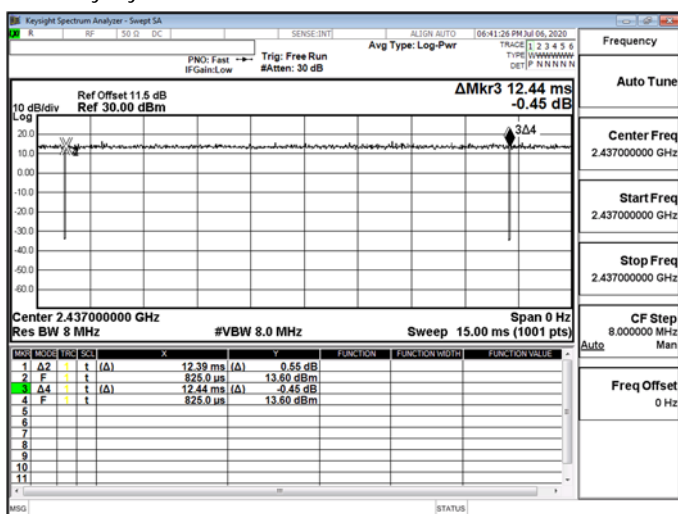 Keysight Spectrum Analyzer - Swept SA
R RF 50 Ω DC SENSE:INT ALIGN AUTO 06:41:26 PM Jul 06, 2020
Avg Type: Log-Pwr
TRACE 1 2 3 4 5 6
TYPE
DET P N N N N N
PNO: Fast
IFGain:Low
Trig: Free Run
#Atten: 30 dB
Ref Offset 11.5 dB
Ref 30.00 dBm
10 dB/div
Log
ΔMkr3 12.44 ms
-0.45 dB
20.0
10.0
0.00
-10.0
-20.0
-30.0
-40.0
-50.0
-60.0
3Δ4
Center 2.437000000 GHz Span 0 Hz
Res BW 8 MHz #VBW 8.0 MHz Sweep 15.00 ms (1001 pts)
MKR MODE TRC SCL X Y FUNCTION FUNCTION WIDTH FUNCTION VALUE
1 Δ2 1 t (Δ) 12.39 ms (Δ) 0.55 dB
2 F 1 t 825.0 µs 13.60 dBm
3 Δ4 1 t (Δ) 12.44 ms (Δ) -0.45 dB
4 F 1 t 825.0 µs 13.60 dBm
5
6
7
8
9
10
11
MSG STATUS
Frequency
Auto Tune
Center Freq
2.437000000 GHz
Start Freq
2.437000000 GHz
Stop Freq
2.437000000 GHz
CF Step
8.000000 MHz
Auto Man
Freq Offset
0 Hz